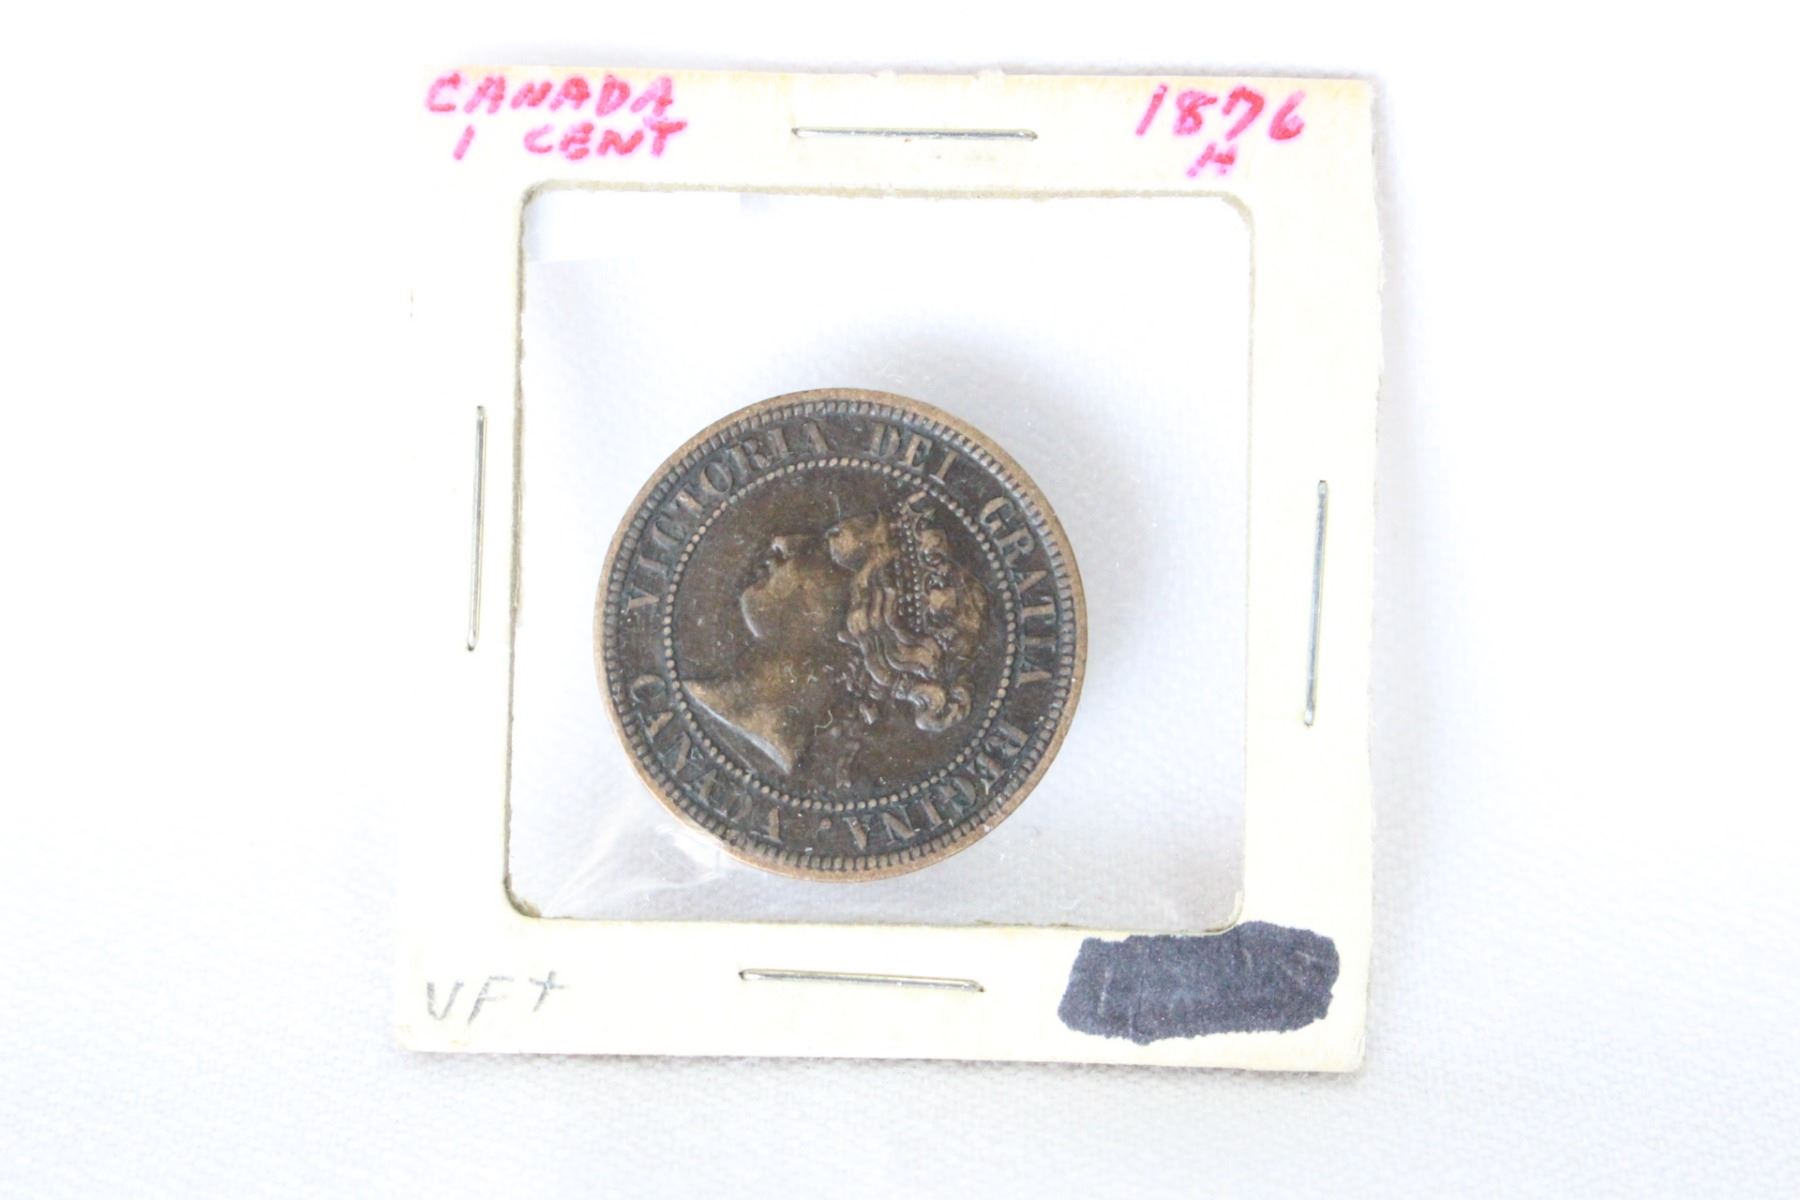 CANADA
1 CENT
1876
H
VICTORIA DEI GRATIA REGINA.
CANADA
VF+